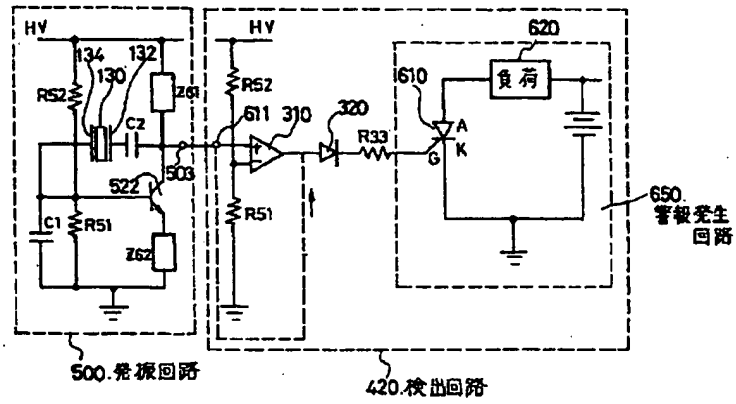 HV
HV
134
130
132
R52
C2
Z61
611
503
522
C1
R51
Z62
R52
310
320
R33
R51
610
620
負荷
A
K
G
650.
警報発生
回路
500.発振回路
420.検出回路